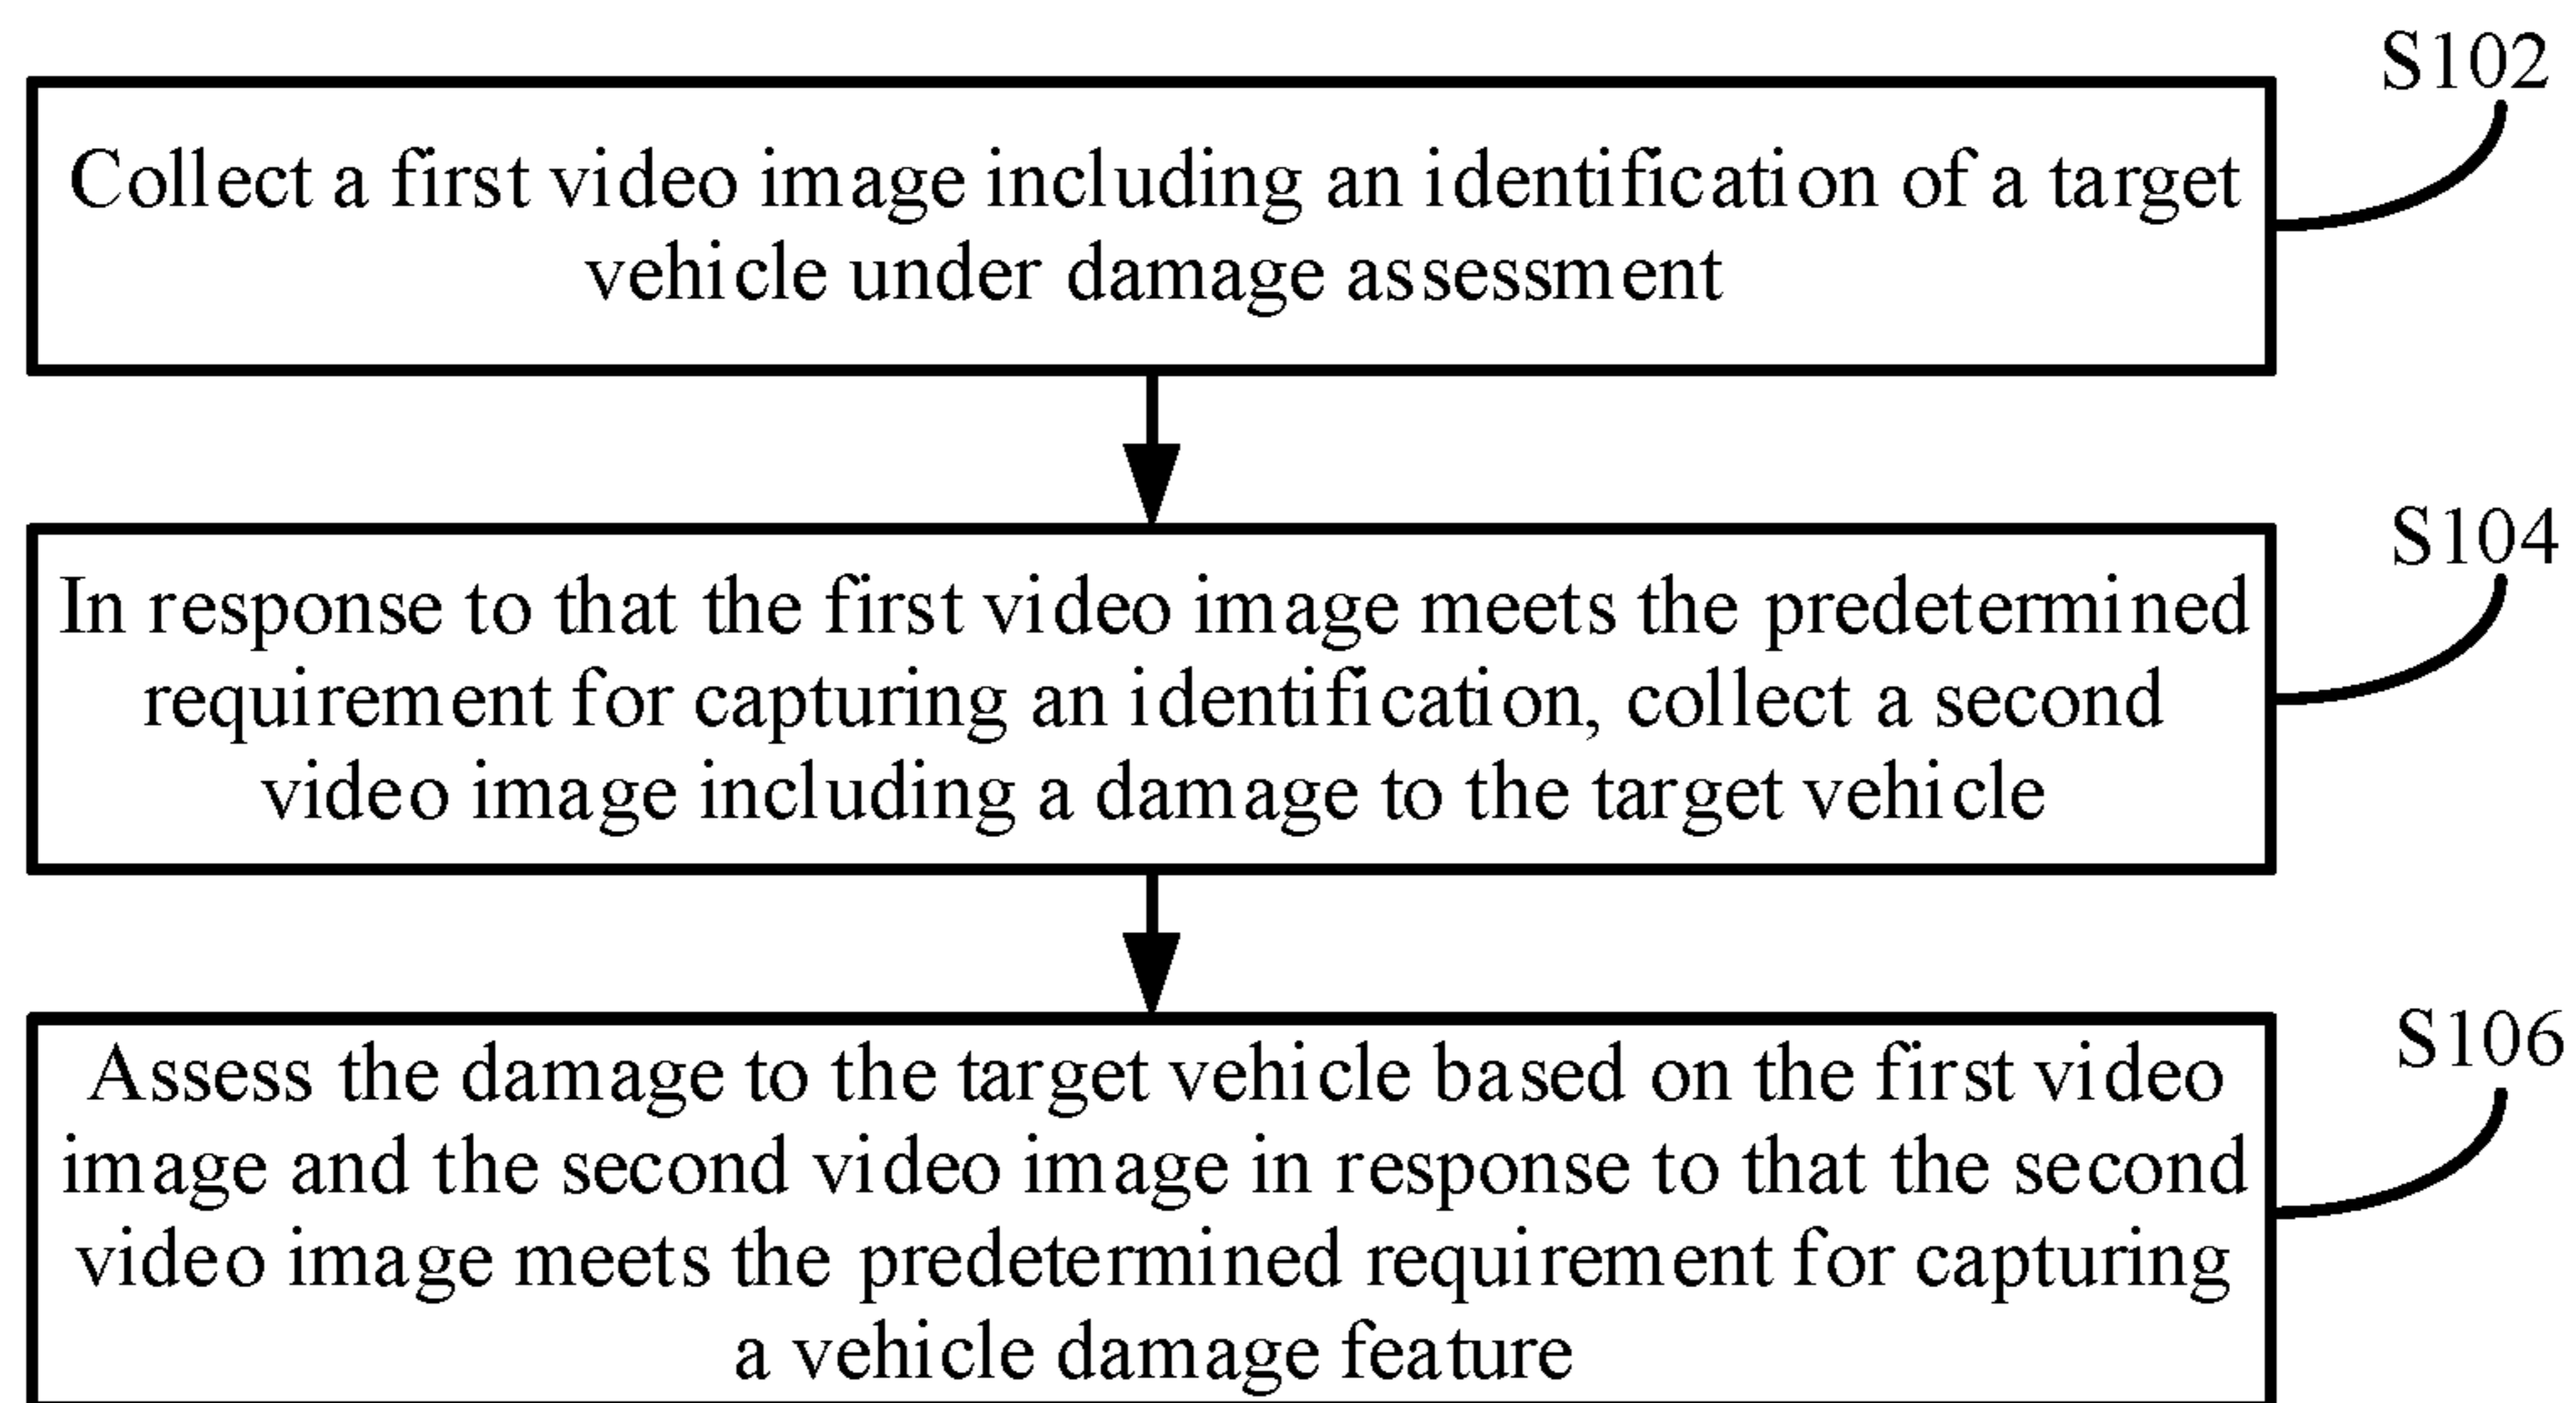 S102
Collect a first video image including an identification of a target
vehicle under damage assessment
S104
In response to that the first video image meets the predetermined
requirement for capturing an identification, collect a second
video image including a damage to the target vehicle
S106
Assess the damage to the target vehicle based on the first video
image and the second video image in response to that the second
video image meets the predetermined requirement for capturing
a vehicle damage feature